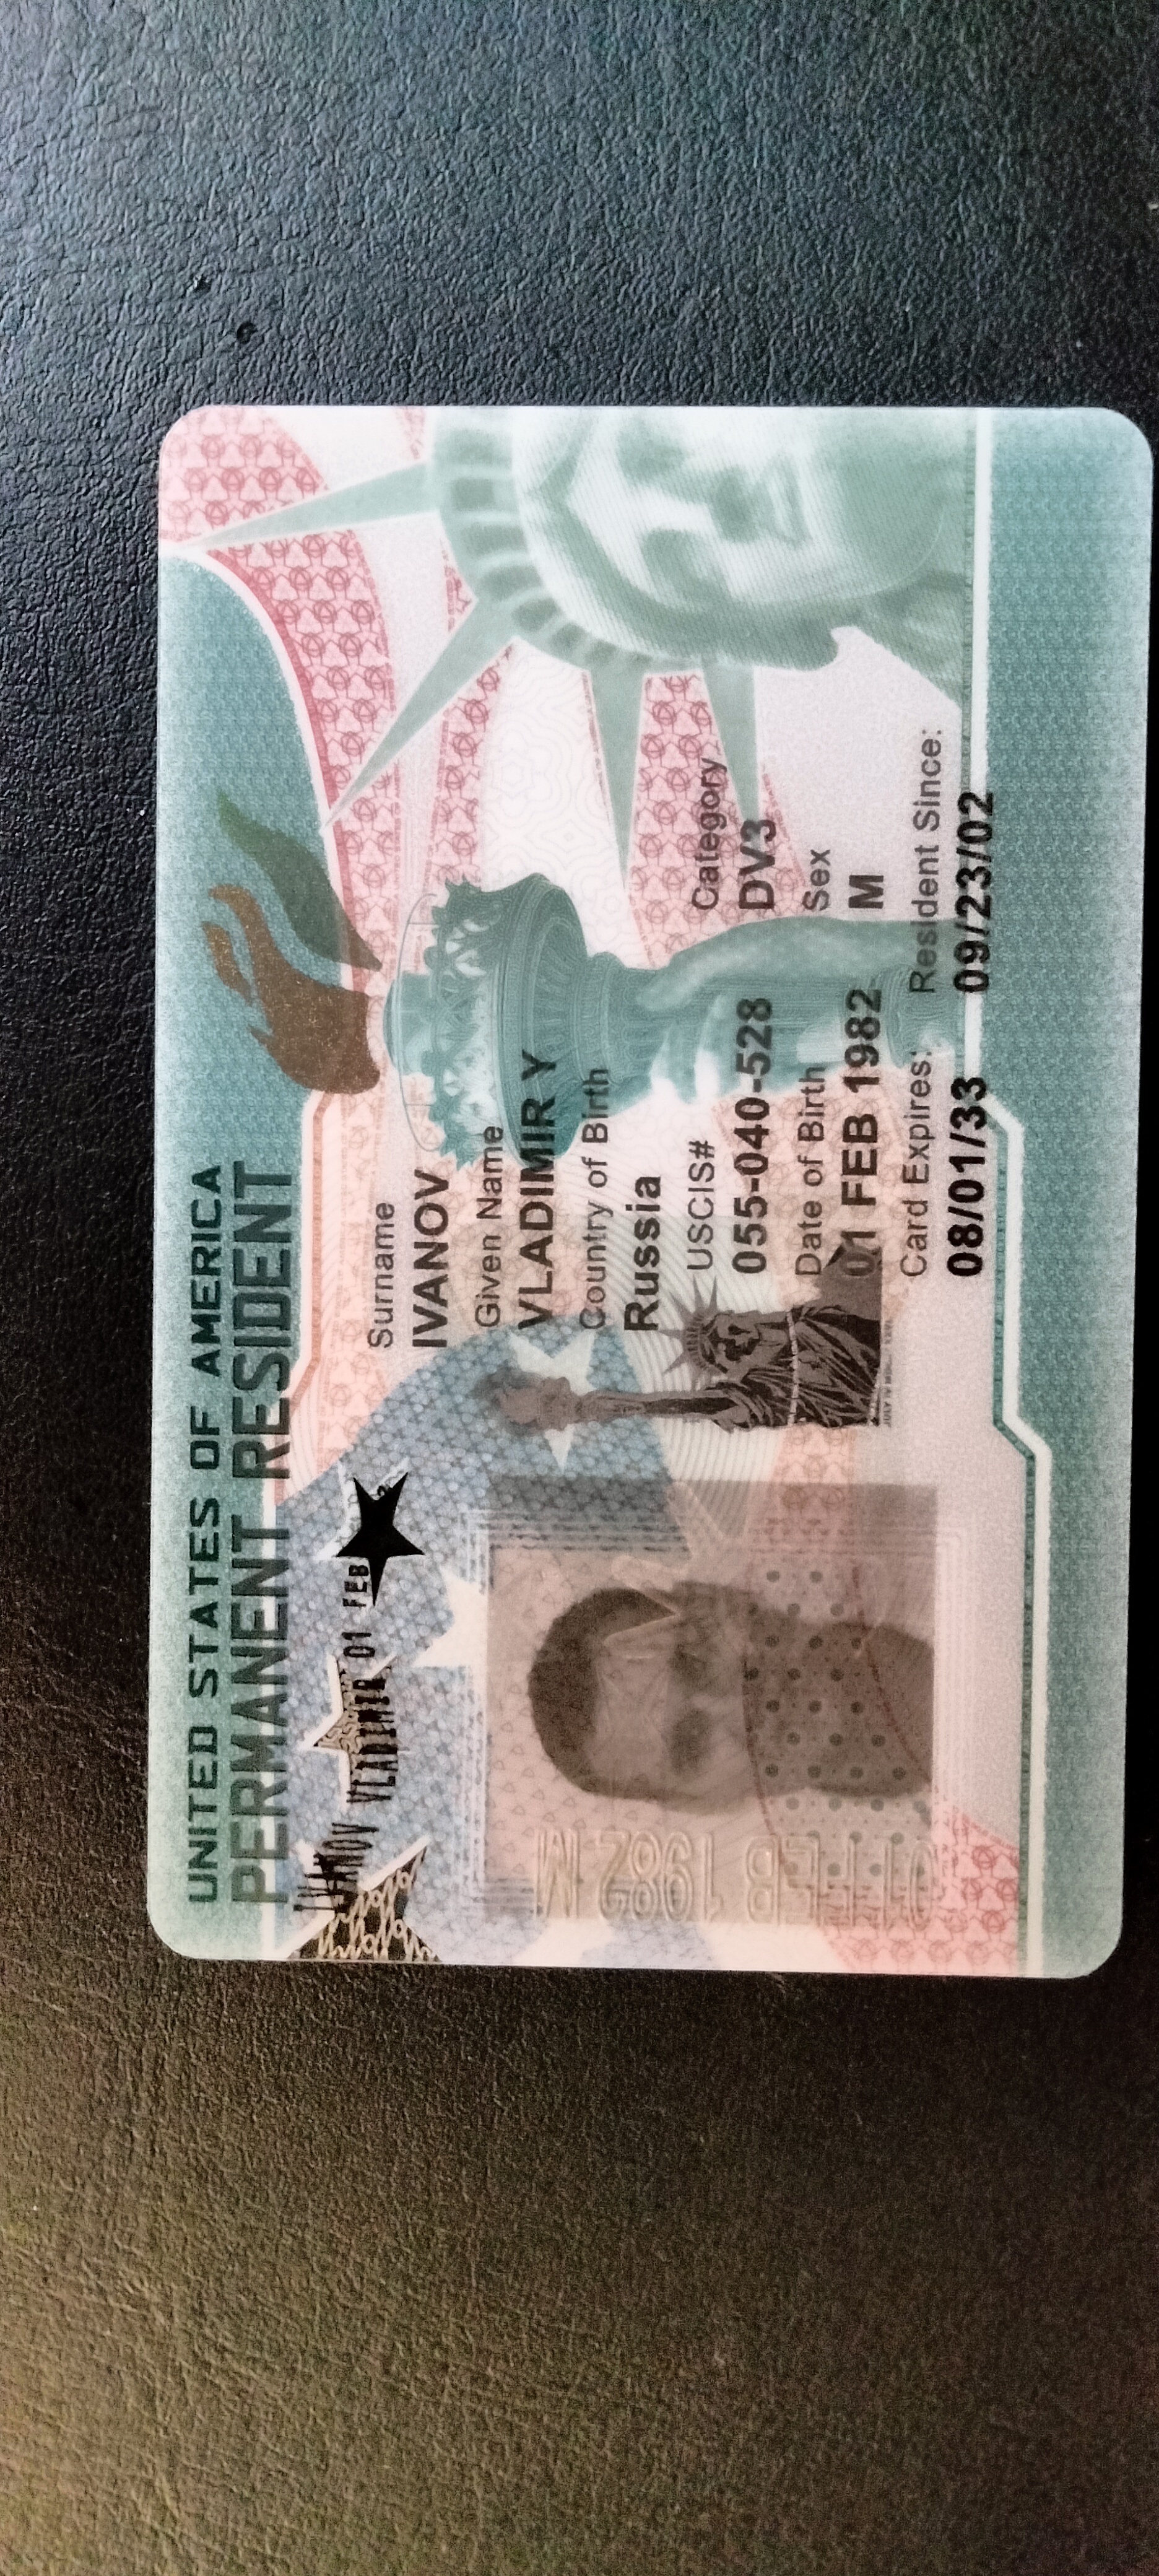 UNITED STATES OF AMERICA
PERMANENT RESIDENT
IVANOV VLADIMIR 01 FEB
Surname
IVANOV
Given Name
VLADIMIR Y
Country of Birth
Russia
USCIS#
055-040-528
Category
DV3
Date of Birth
01 FEB 1982
Sex
M
Card Expires:
08/01/33
Resident Since:
09/23/02
01 FEB 1982 M